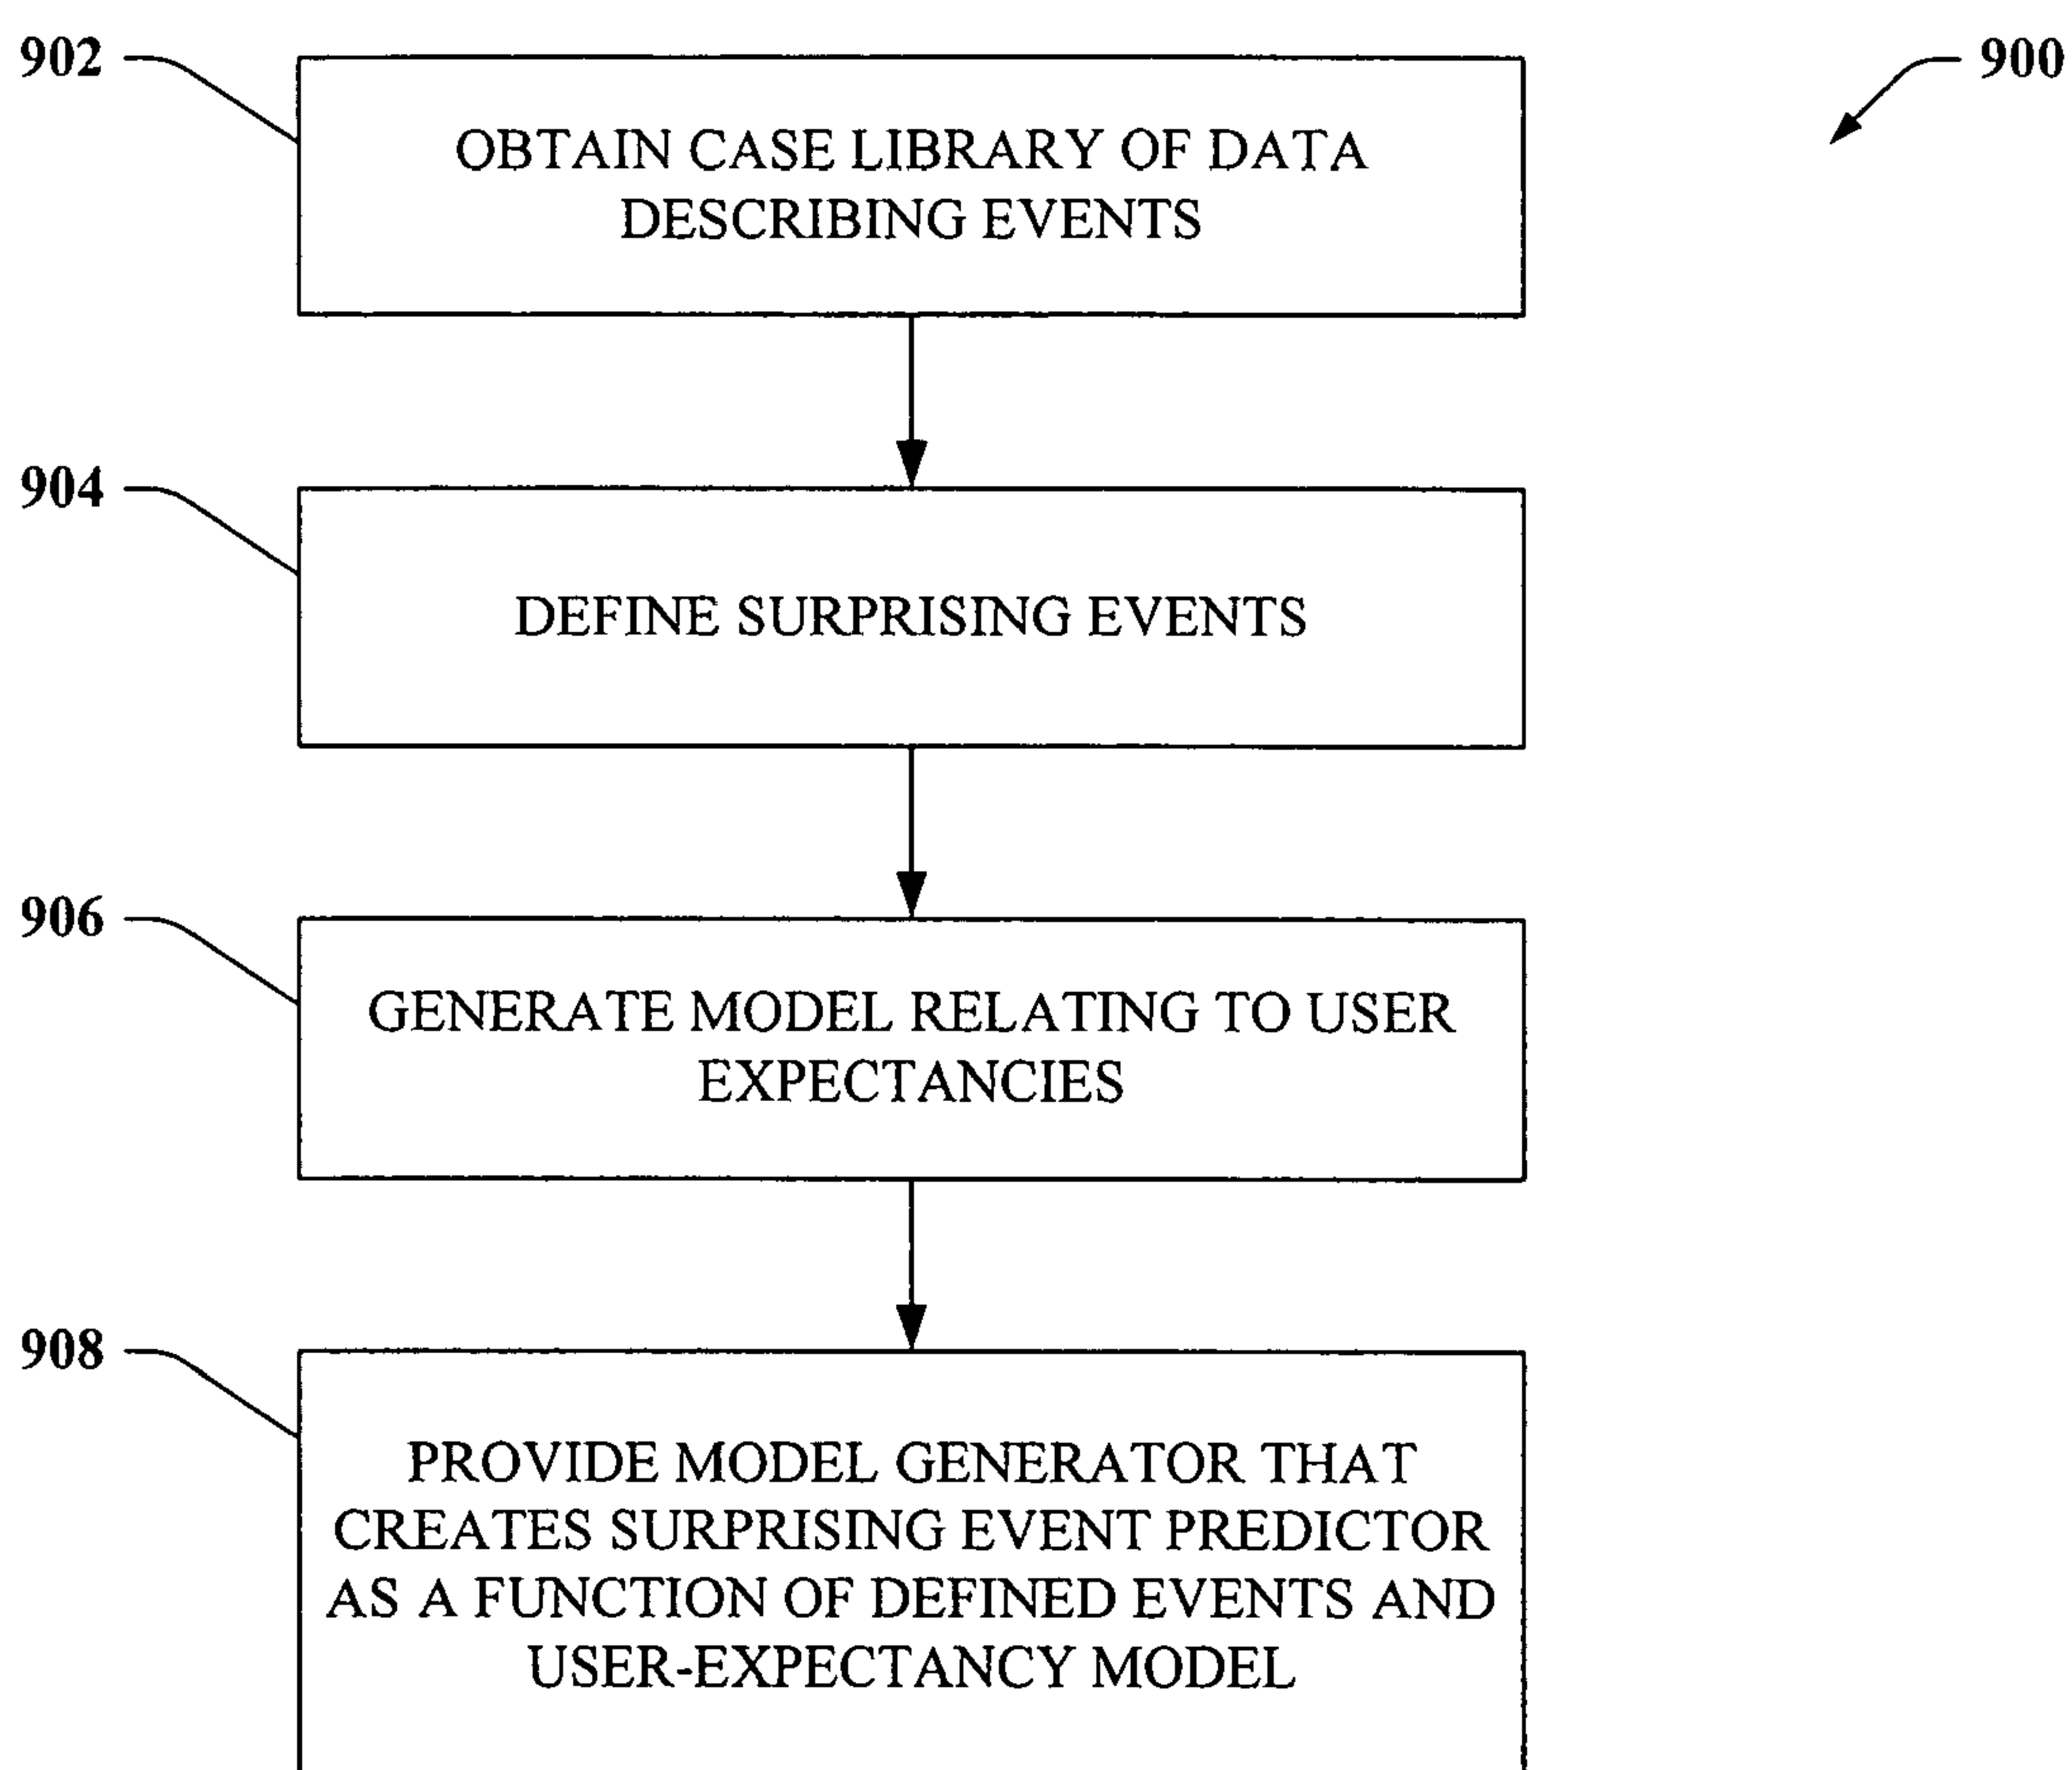 902
900
OBTAIN CASE LIBRARY OF DATA
DESCRIBING EVENTS
904
DEFINE SURPRISING EVENTS
906
GENERATE MODEL RELATING TO USER
EXPECTANCIES
908
PROVIDE MODEL GENERATOR THAT
CREATES SURPRISING EVENT PREDICTOR
AS A FUNCTION OF DEFINED EVENTS AND
USER-EXPECTANCY MODEL